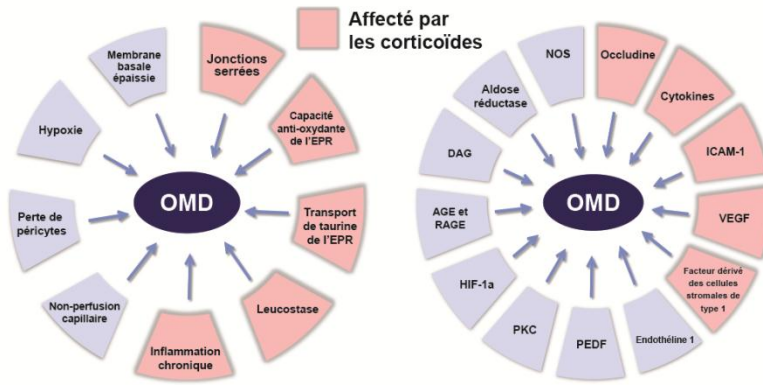 Affecté par
les corticoïdes
Membrane
basale
épaissie
Jonctions
serrées
Capacité
anti-oxydante
de l'EPR
Transport
de taurine
de l'EPR
Leucostase
Inflammation
chronique
Non-perfusion
capillaire
Perte de
péricytes
Hypoxie
OMD
NOS
Occludine
Cytokines
ICAM-1
VEGF
Facteur dérivé
des cellules
stromales de
type 1
Endothéline 1
PEDF
PKC
HIF-1a
AGE et
RAGE
DAG
Aldose
réductase
OMD